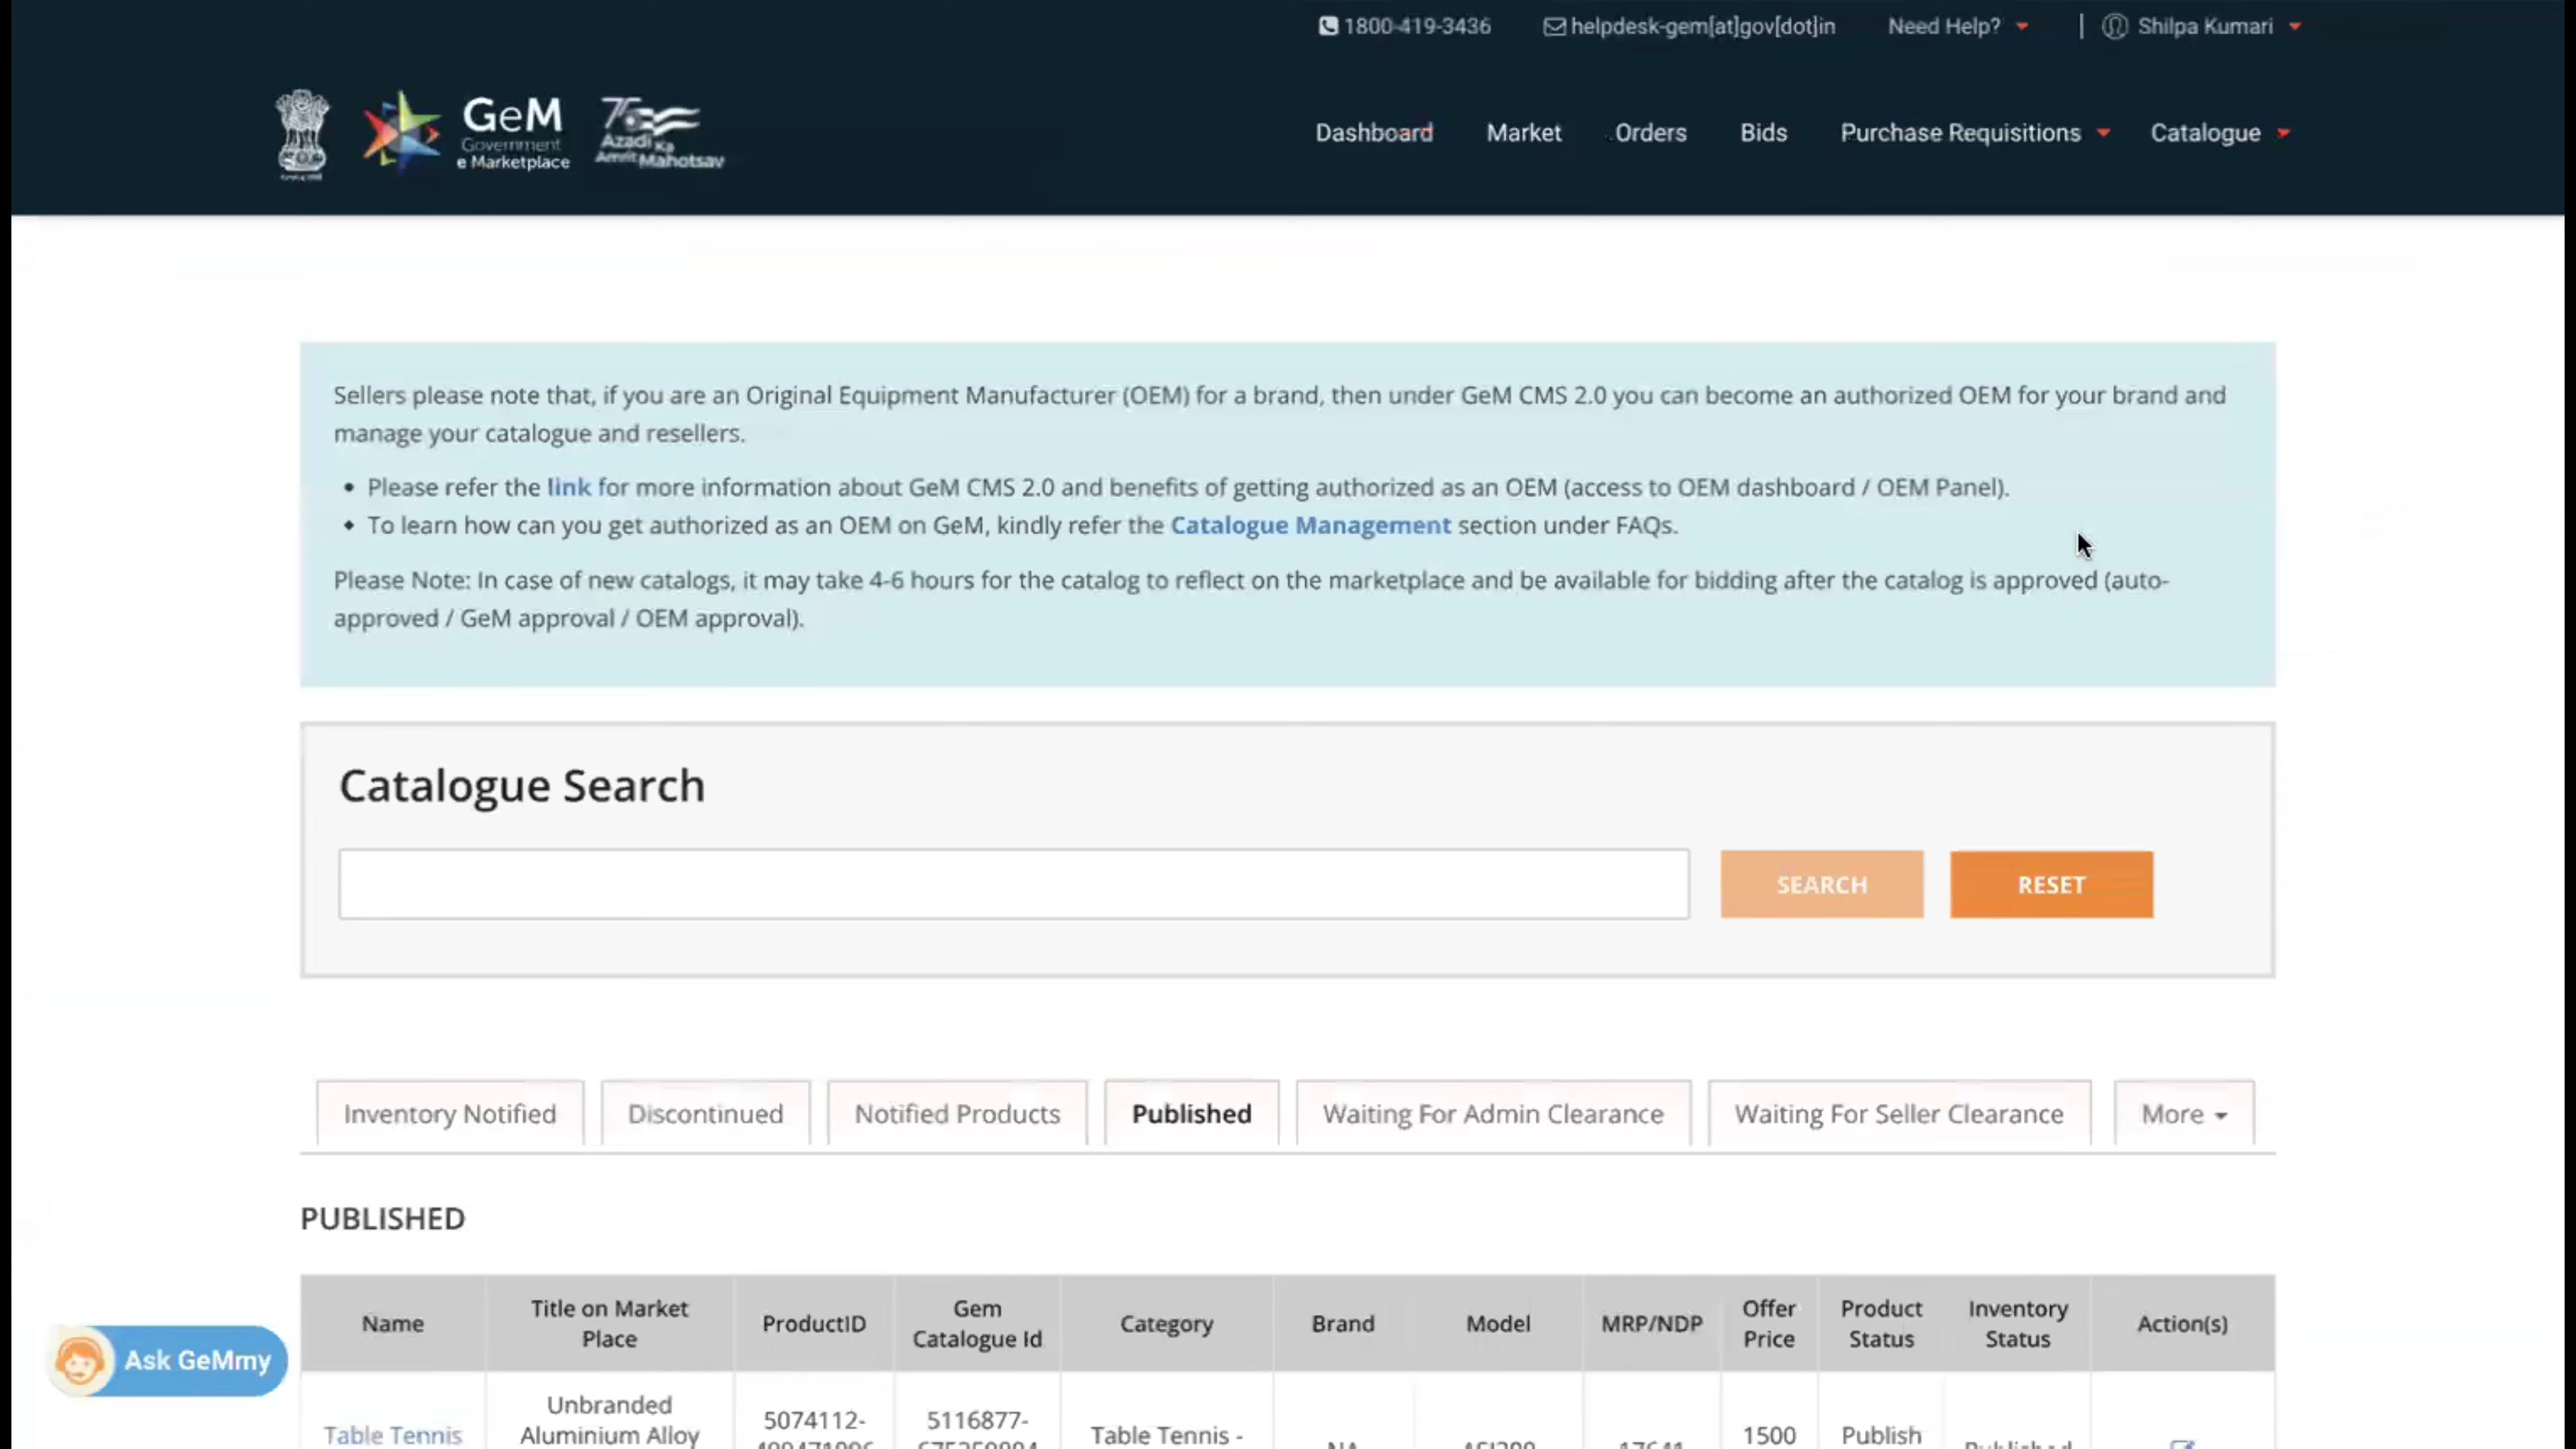 1800-419-3436 helpdesk-gem[at]gov[dot]in Need Help? Shilpa Kumari
GeM
Government
e Marketplace
Azadi Ka
Amrit Mahotsav
Dashboard Market Orders Bids Purchase Requisitions Catalogue
Sellers please note that, if you are an Original Equipment Manufacturer (OEM) for a brand, then under GeM CMS 2.0 you can become an authorized OEM for your brand and
manage your catalogue and resellers.
• Please refer the link for more information about GeM CMS 2.0 and benefits of getting authorized as an OEM (access to OEM dashboard / OEM Panel).
• To learn how can you get authorized as an OEM on GeM, kindly refer the Catalogue Management section under FAQs.
Please Note: In case of new catalogs, it may take 4-6 hours for the catalog to reflect on the marketplace and be available for bidding after the catalog is approved (auto-
approved / GeM approval / OEM approval).
Catalogue Search
SEARCH RESET
Inventory Notified Discontinued Notified Products Published Waiting For Admin Clearance Waiting For Seller Clearance More
PUBLISHED
Name Title on Market Place ProductID Gem Catalogue Id Category Brand Model MRP/NDP Offer Price Product Status Inventory Status Action(s)
Unbranded
Table Tennis Aluminium Alloy 5074112- 5116877- Table Tennis - 1500 Publish
Ask GeMmy